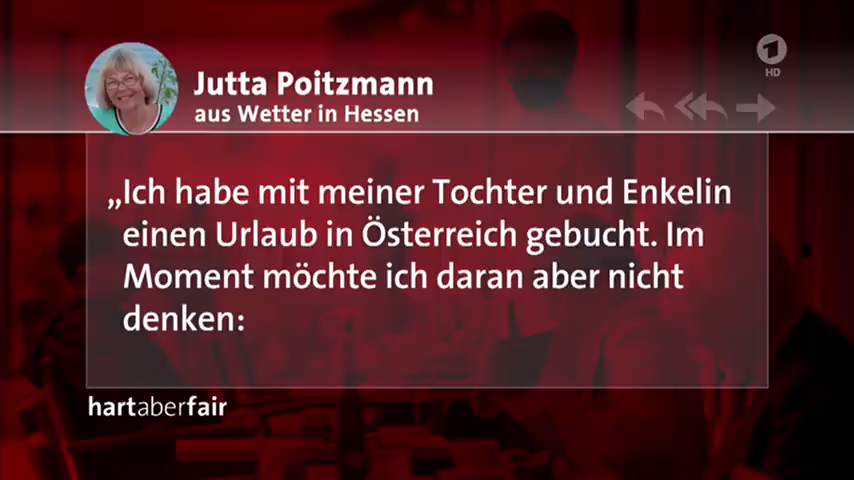 Jutta Poitzmann
aus Wetter in Hessen
1
HD
„Ich habe mit meiner Tochter und Enkelin
einen Urlaub in Österreich gebucht. Im
Moment möchte ich daran aber nicht
denken:
hartaberfair